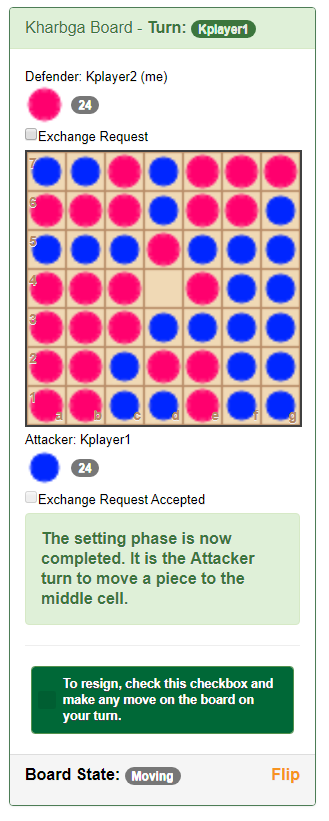 Kharbga Board - Turn: Kplayer1
Defender: Kplayer2 (me)
24
Exchange Request
7
6
5
4
3
2
1 a b c d e f g
Attacker: Kplayer1
24
Exchange Request Accepted
The setting phase is now
completed. It is the Attacker
turn to move a piece to the
middle cell.
To resign, check this checkbox and
make any move on the board on
your turn.
Board State: Moving Flip